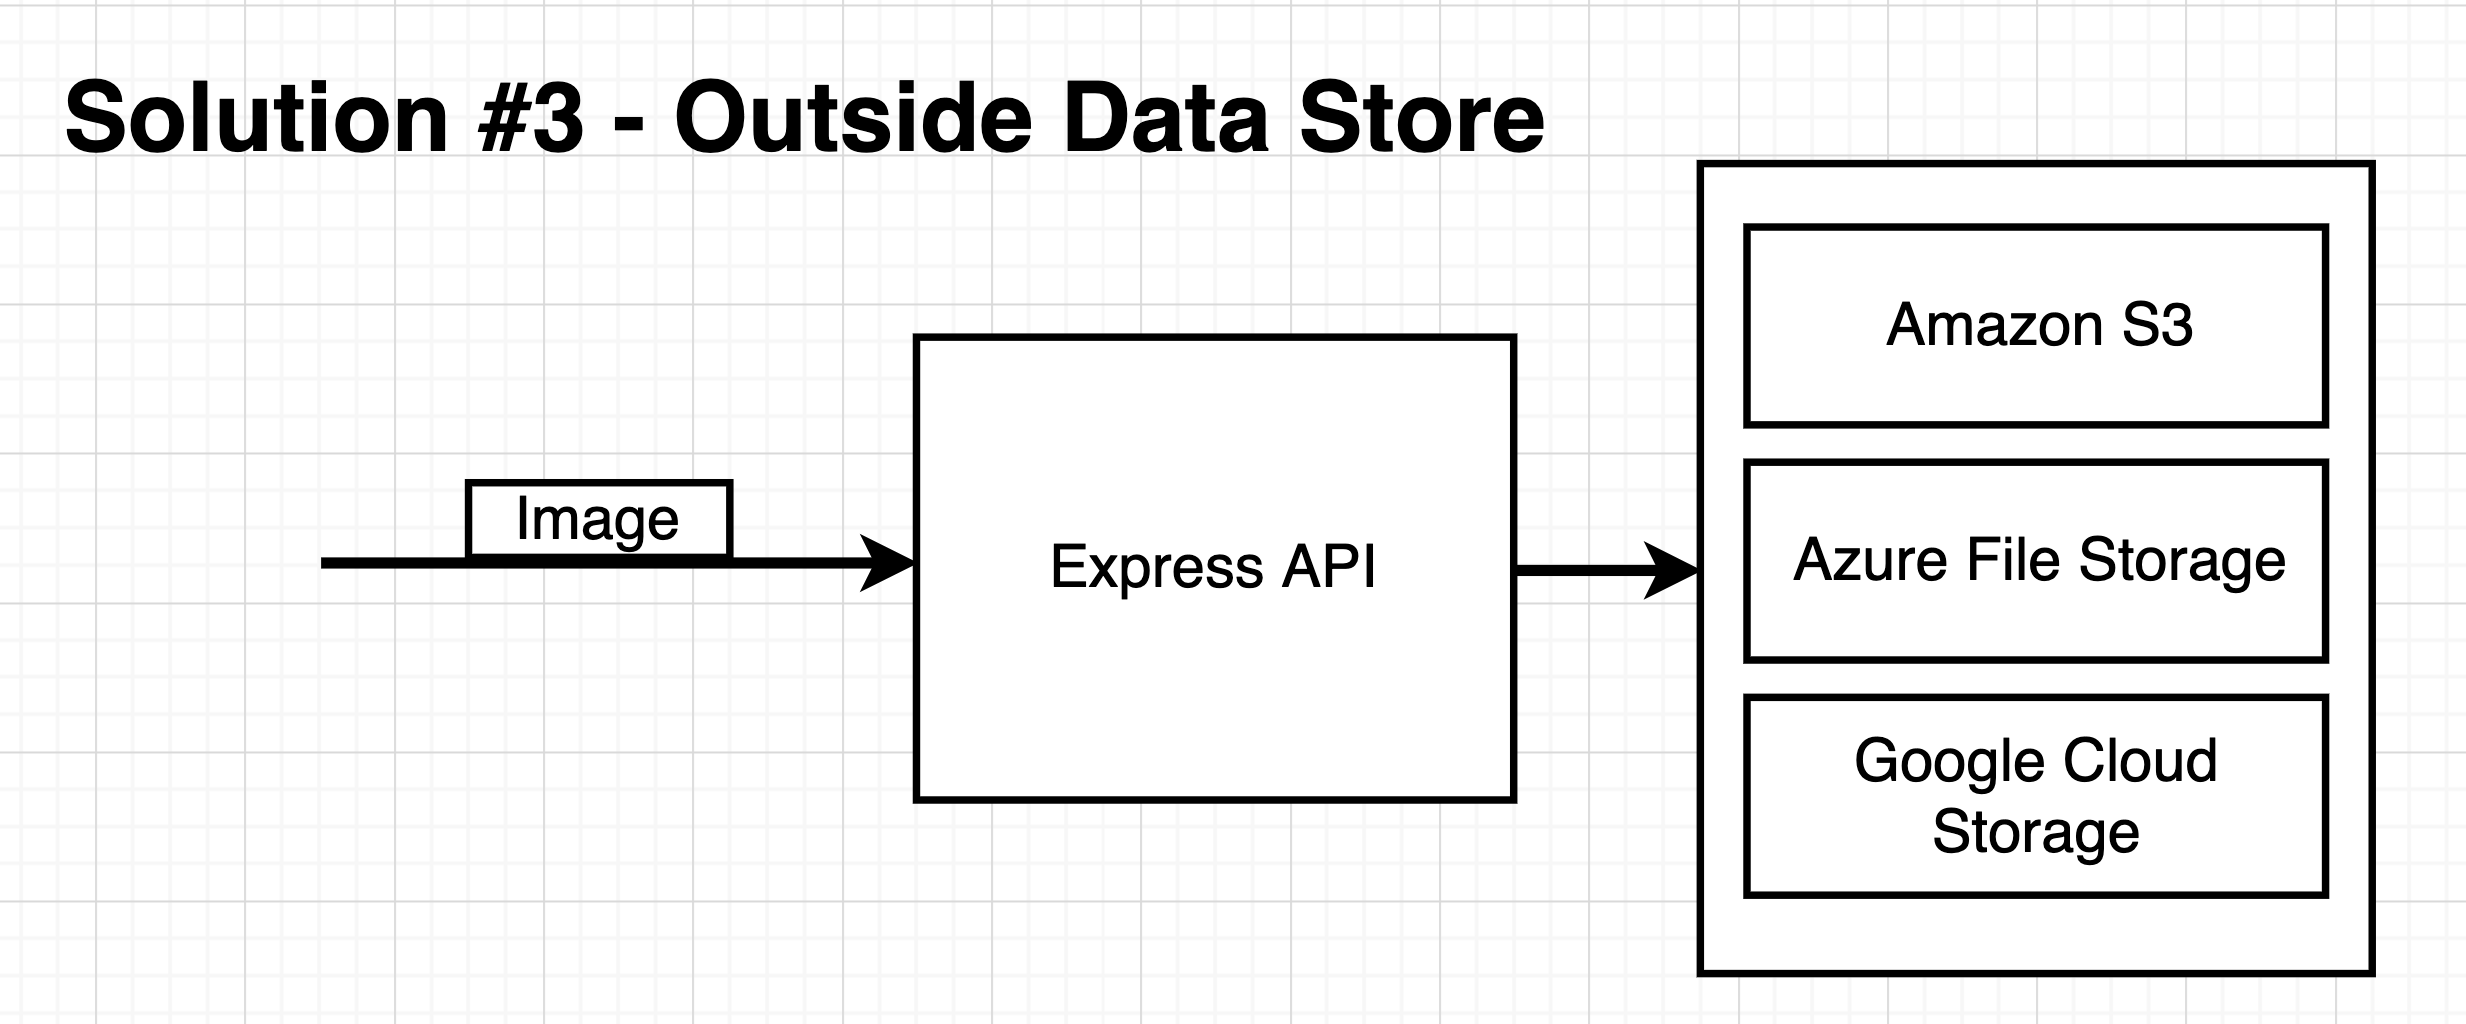 Solution #3 - Outside Data Store
Image
Express API
Amazon S3
Azure File Storage
Google Cloud
Storage